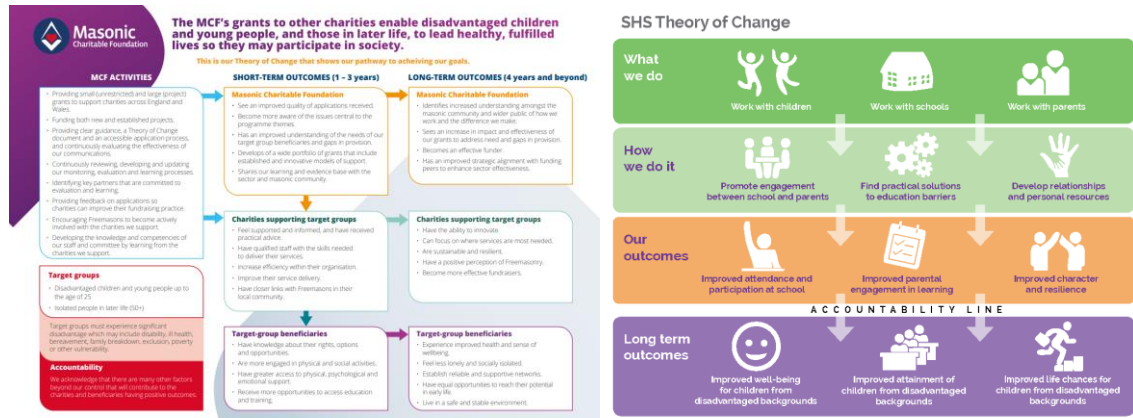 Masonic
Charitable Foundation
The MCF's grants to other charities enable disadvantaged children
and young people, and those in later life, to lead healthy, fulfilled
lives so they may participate in society.
This is our Theory of Change that shows our pathway to acheiving our goals.
MCF ACTIVITIES
• Providing small (unrestricted) and large (project)
grants to support charities across England and
Wales.
• Funding both new and established projects.
• Providing clear guidance, a Theory of Change
document and an accessible application process,
and continuously evaluating the effectiveness of
our communications.
• Continuously reviewing, developing and updating
our monitoring, evaluation and learning processes.
• Identifying key partners that are committed to
evaluation and learning.
• Providing feedback on applications so
charities can improve their fundraising practice.
• Encouraging Freemasons to become actively
involved with the charities we support.
• Developing the knowledge and competencies of
our staff and committee by learning from the
charities we support.
Target groups
• Disadvantaged children and young people up to
the age of 25
• Isolated people in later life (50+)
Target groups must experience significant
disadvantage which may include disability, ill health,
bereavement, family breakdown, exclusion, poverty
or other vulnerability.
Accountability
We acknowledge that there are many other factors
beyond our control that will contribute to the
charities and beneficiaries having positive outcomes.
SHORT-TERM OUTCOMES (1 – 3 years)
Masonic Charitable Foundation
• See an improved quality of applications received.
• Become more aware of the issues central to the
programme themes.
• Has an improved understanding of the needs of our
target group beneficiaries and gaps in provision.
• Develops of a wide portfolio of grants that include
established and innovative models of support.
• Shares our learning and evidence base with the
sector and masonic community.
Charities supporting target groups
• Feel supported and informed, and have received
practical advice.
• Have qualified staff with the skills needed
to deliver their services.
• Increase efficiency within their organisation.
• Improve their service delivery.
• Have closer links with Freemasons in their
local community.
Target-group beneficiaries
• Have knowledge about their rights, options
and opportunities.
• Are more engaged in physical and social activities.
• Have greater access to physical, psychological and
emotional support.
• Receive more opportunities to access education
and training.
LONG-TERM OUTCOMES (4 years and beyond)
Masonic Charitable Foundation
• Identifies increased understanding amongst the
masonic community and wider public of how we
work and the difference we make.
• Sees an increase in impact and effectiveness of
our grants to address need and gaps in provision.
• Becomes an effective funder
• Has an improved strategic alignment with funding
peers to enhance sector effectiveness.
Charities supporting target groups
• Have the ability to innovate
• Can focus on where services are most needed.
• Are sustainable and resilient.
• Have a positive perception of Freemasonry.
• Become more effective fundraisers.
Target-group beneficiaries
• Experience improved health and sense of
wellbeing.
• Feel less lonely and socially isolated.
• Establish reliable and supportive networks.
• Have equal opportunities to reach their potential
in early life.
• Live in a safe and stable environment.
SHS Theory of Change
What
we do
Work with children
Work with schools
Work with parents
How
we do it
Promote engagement
between school and parents
Find practical solutions
to education barriers
Develop relationships
and personal resources
Our
outcomes
Improved attendance and
participation at school
Improved parental
engagement in learning
Improved character
and resilience
ACCOUNTABILITY LINE
Long term
outcomes
Improved well-being
for children from
disadvantaged backgrounds
Improved attainment of
children from disadvantaged
backgrounds
Improved life chances for
children from disadvantaged
backgrounds